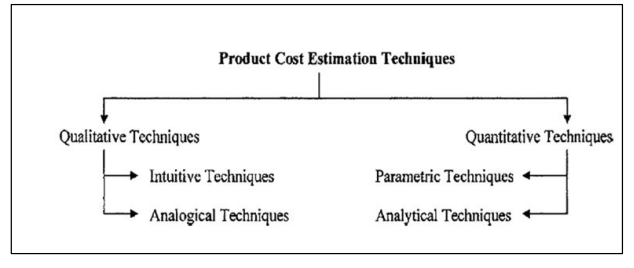 Product Cost Estimation Techniques
Qualitative Techniques
Quantitative Techniques
Intuitive Techniques
Parametric Techniques
Analogical Techniques
Analytical Techniques